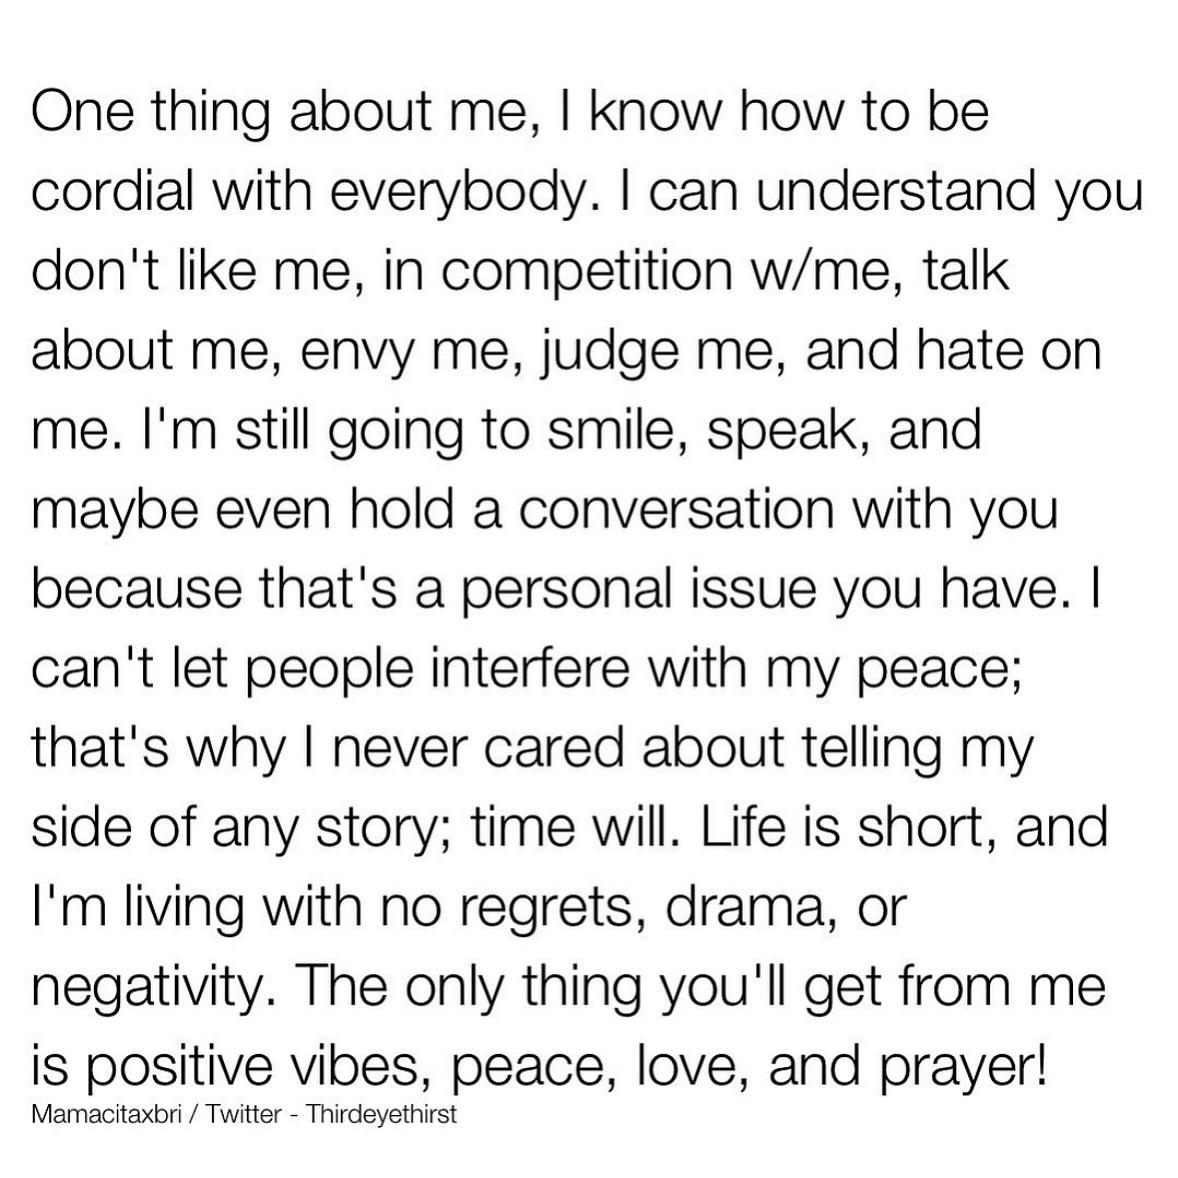 One thing about me, I know how to be
cordial with everybody. I can understand you
don't like me, in competition w/me, talk
about me, envy me, judge me, and hate on
me. I'm still going to smile, speak, and
maybe even hold a conversation with you
because that's a personal issue you have. I
can't let people interfere with my peace;
that's why I never cared about telling my
side of any story; time will. Life is short, and
I'm living with no regrets, drama, or
negativity. The only thing you'll get from me
is positive vibes, peace, love, and prayer!
Mamacitaxbri / Twitter - Thirdeyethirst